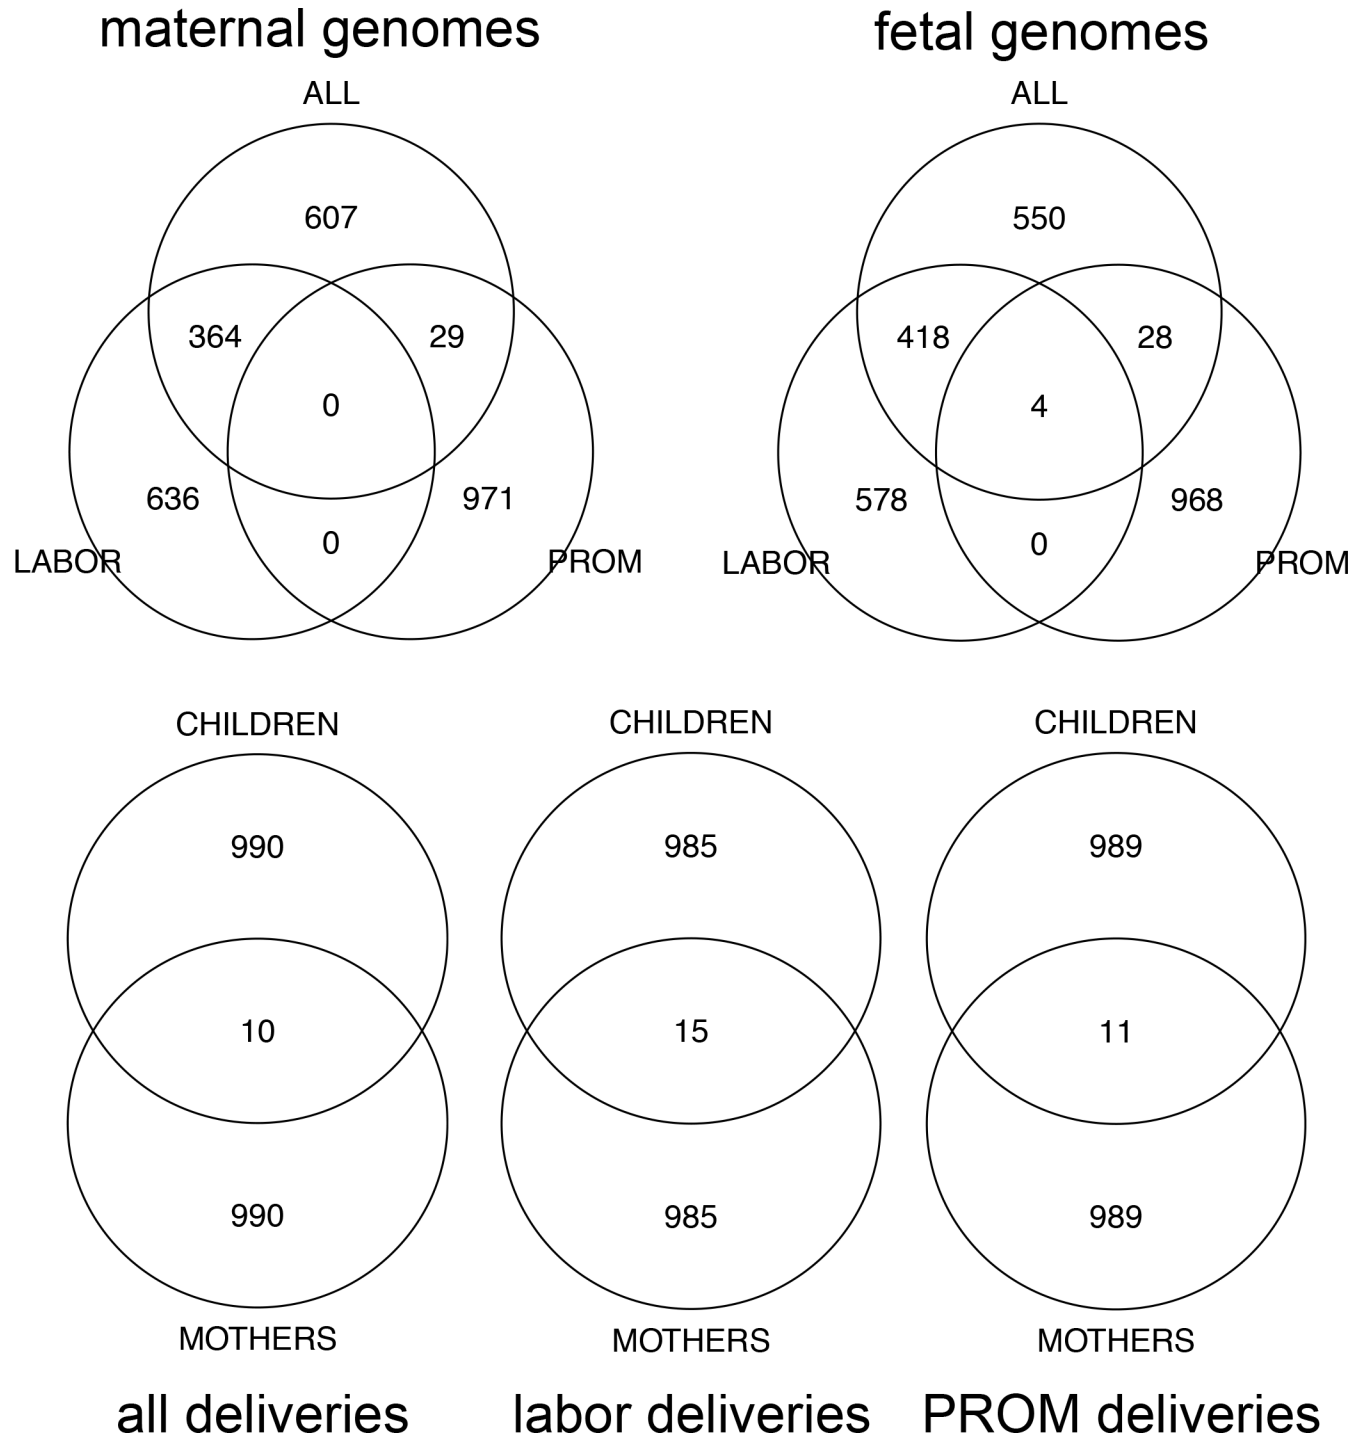 maternal genomes
ALL
607
364
29
0
636
971
0
LABOR
PROM
fetal genomes
ALL
550
418
28
4
578
968
0
LABOR
PROM
CHILDREN
990
10
990
MOTHERS
all deliveries
CHILDREN
985
15
985
MOTHERS
labor deliveries
CHILDREN
989
11
989
MOTHERS
PROM deliveries